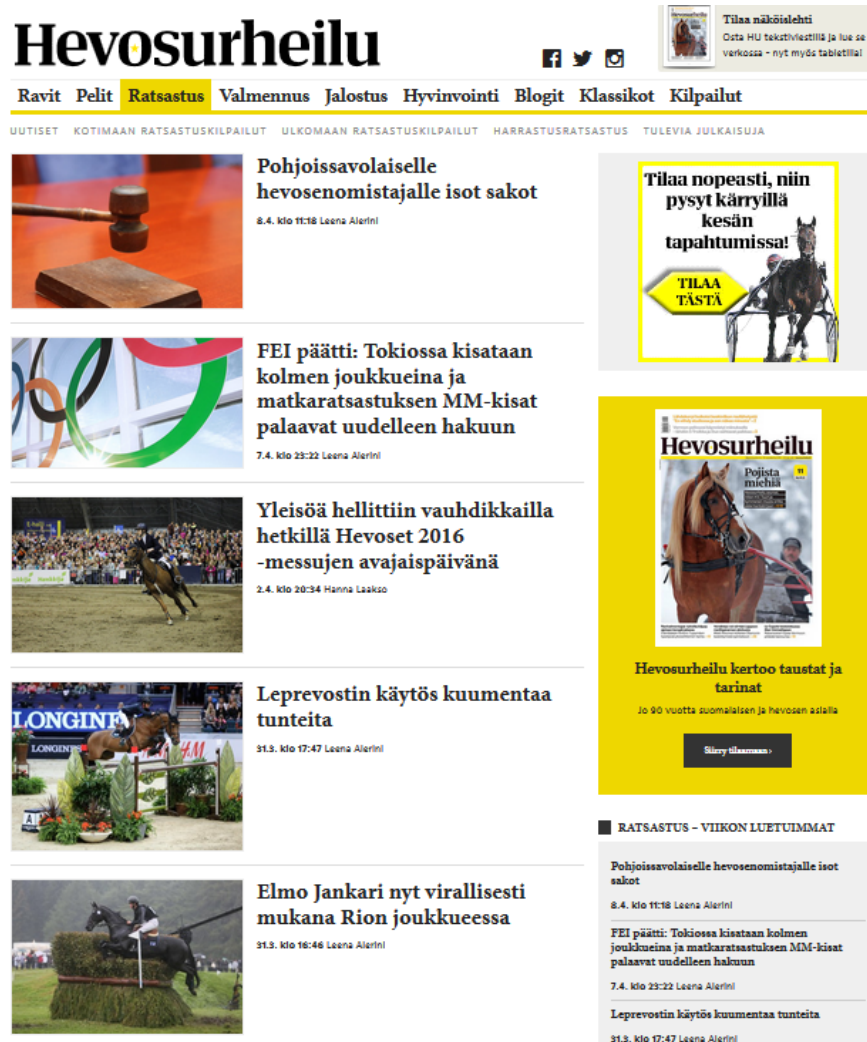 Hevosurheilu
Tilaa näköislehti
Osta HU tekstiviestillä ja lue se
verkossa - nyt myös tabletilla!
Ravit Pelit Ratsastus Valmennus Jalostus Hyvinvointi Blogit Klassikot Kilpailut
UUTISET KOTIMAAN RATSASTUSKILPAILUT ULKOMAAN RATSASTUSKILPAILUT HARRASTUSRATSASTUS TULEVIA JULKAISUJA
Pohjoissavolaiselle
hevosenomistajalle isot sakot
8.4. klo 11:18 Leena Alerini
FEI päätti: Tokiossa kisataan
kolmen joukkueina ja
matkaratsastuksen MM-kisat
palaavat uudelleen hakuun
7.4. klo 23:22 Leena Alerini
Yleisöä hellittiin vauhdikkailla
hetkillä Hevoset 2016
-messujen avajaispäivänä
2.4. klo 20:34 Hanna Laakso
LONGINES
LONGINES
H&M
A
Leprevostin käytös kuumentaa
tunteita
31.3. klo 17:47 Leena Alerini
Elmo Jankari nyt virallisesti
mukana Rion joukkueessa
31.3. klo 16:46 Leena Alerini
Tilaa nopeasti, niin
pysyt kärryillä
kesän
tapahtumissa!
TILAA
TÄSTÄ
Hevosurheilu
Pojista
miehiä
11
Hevosurheilu kertoo taustat ja
tarinat
Jo 90 vuotta suomalaisen ja hevosen asialla
Siirry tilaamaan ›
RATSASTUS – VIIKON LUETUIMMAT
Pohjoissavolaiselle hevosenomistajalle isot
sakot
8.4. klo 11:18 Leena Alerini
FEI päätti: Tokiossa kisataan kolmen
joukkueina ja matkaratsastuksen MM-kisat
palaavat uudelleen hakuun
7.4. klo 23:22 Leena Alerini
Leprevostin käytös kuumentaa tunteita
31.3. klo 17:47 Leena Alerini